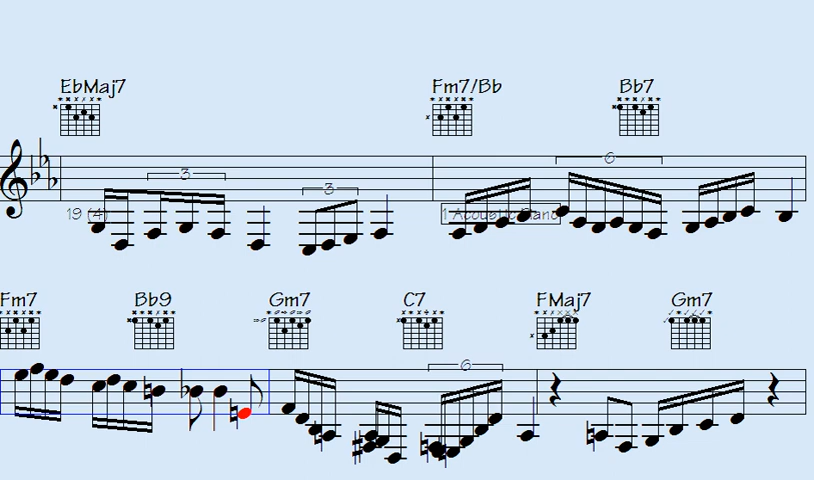 EbMaj7 Fm7/Bb Bb7
3 3 6
19 (4) 1 Acoustic Piano
Fm7 Bb9 Gm7 C7 FMaj7 Gm7
6